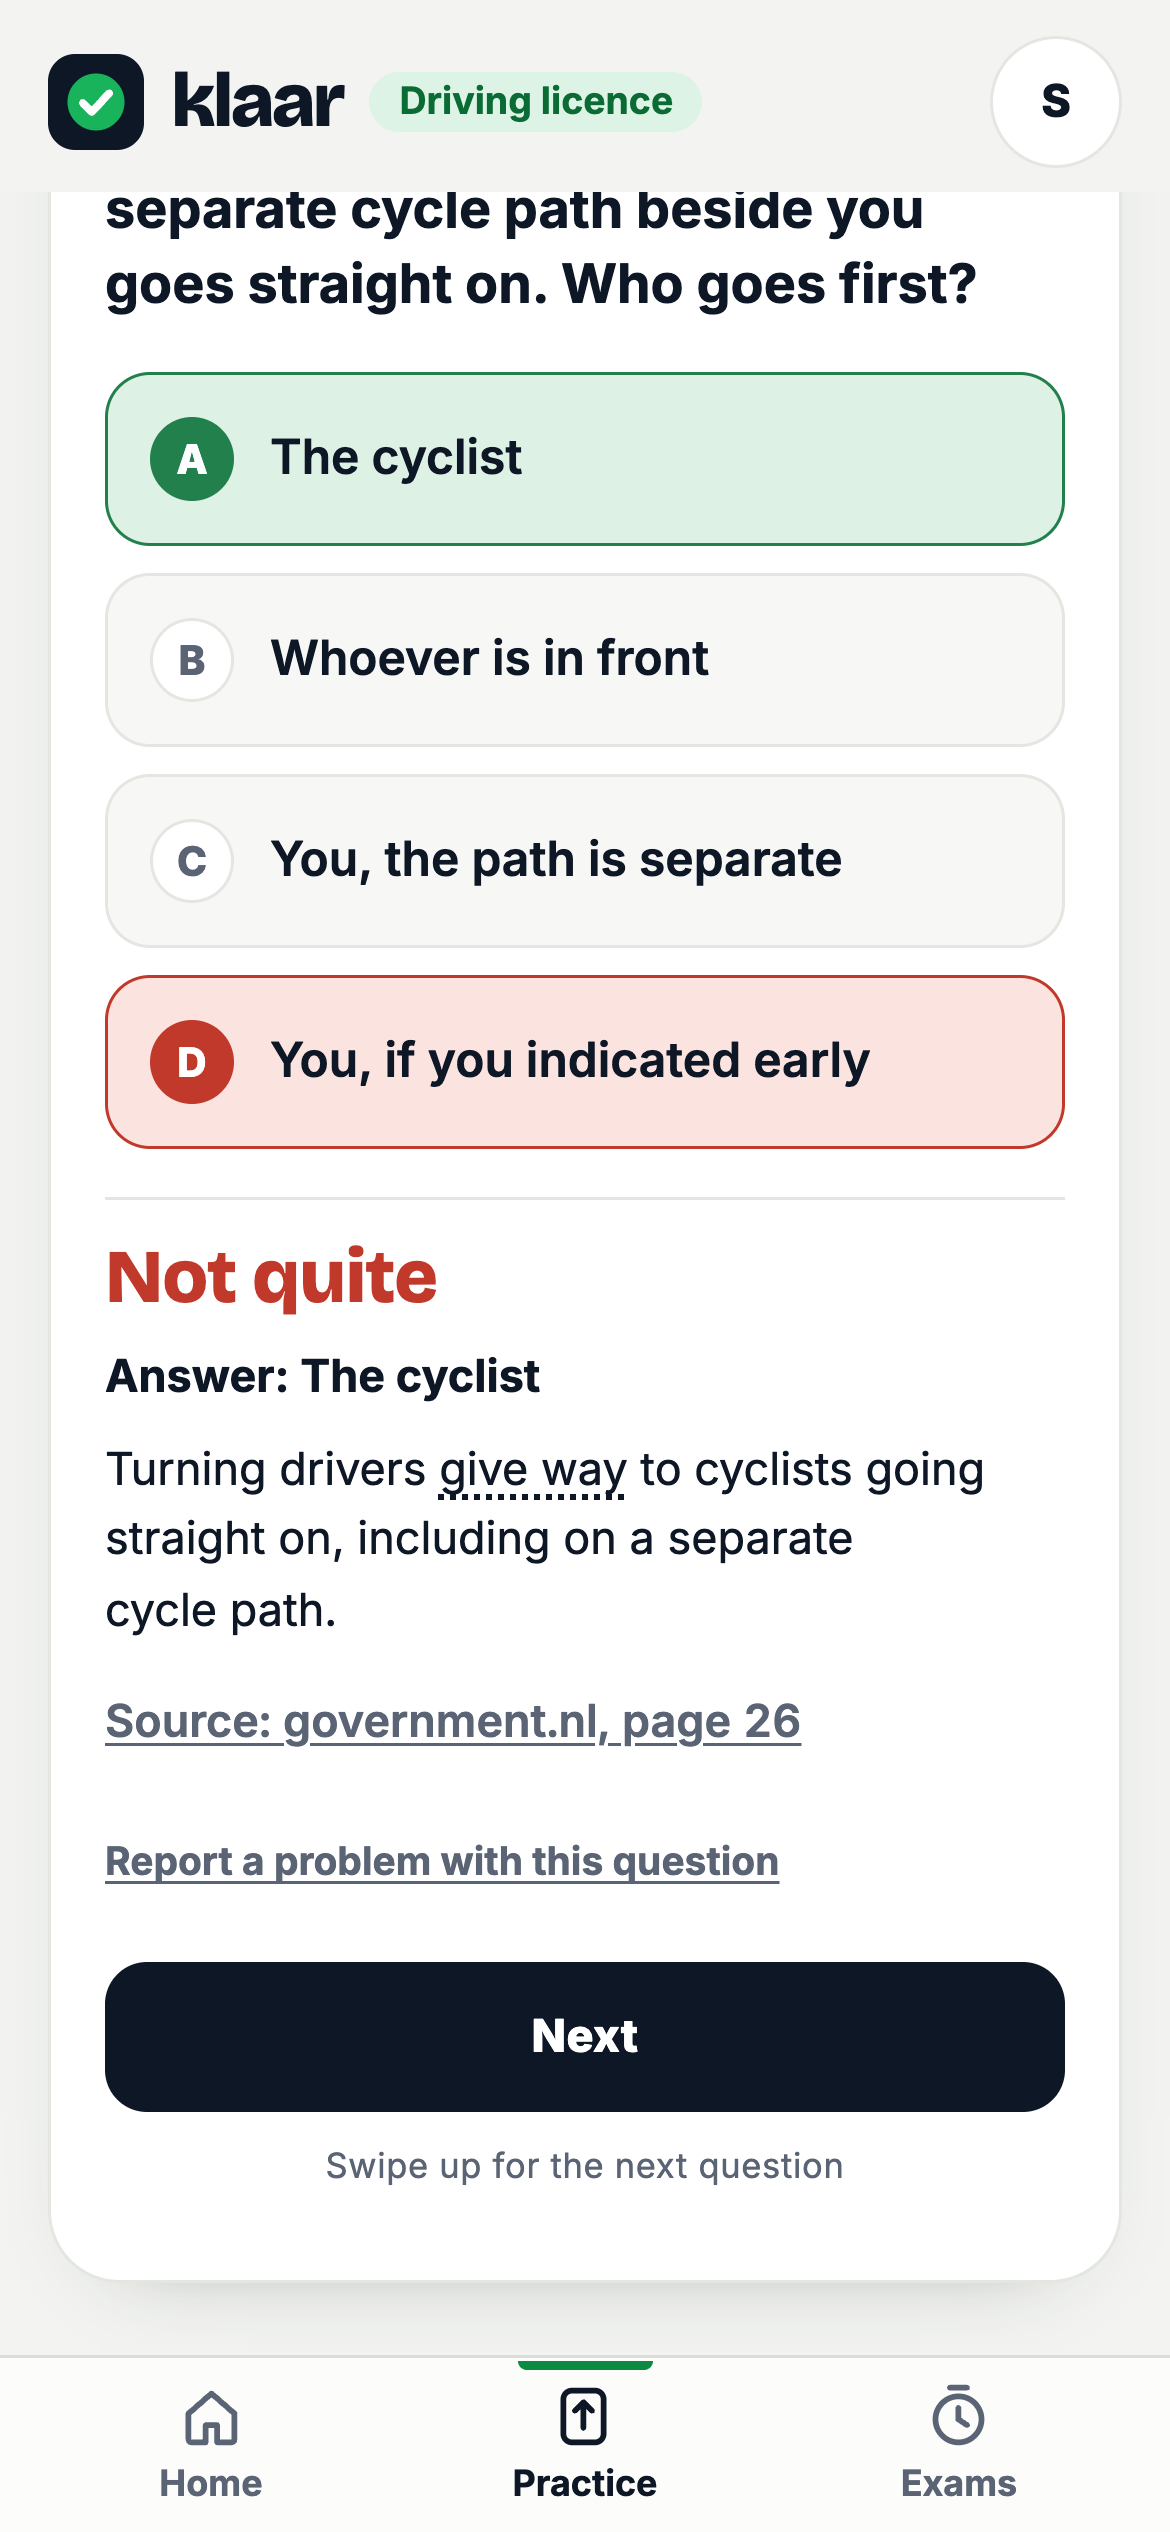 klaar
Driving licence
S
separate cycle path beside you
goes straight on. Who goes first?
A
The cyclist
B
Whoever is in front
C
You, the path is separate
D
You, if you indicated early
Not quite
Answer: The cyclist
Turning drivers give way to cyclists going
straight on, including on a separate
cycle path.
Source: government.nl, page 26
Report a problem with this question
Next
Swipe up for the next question
Home
Practice
Exams